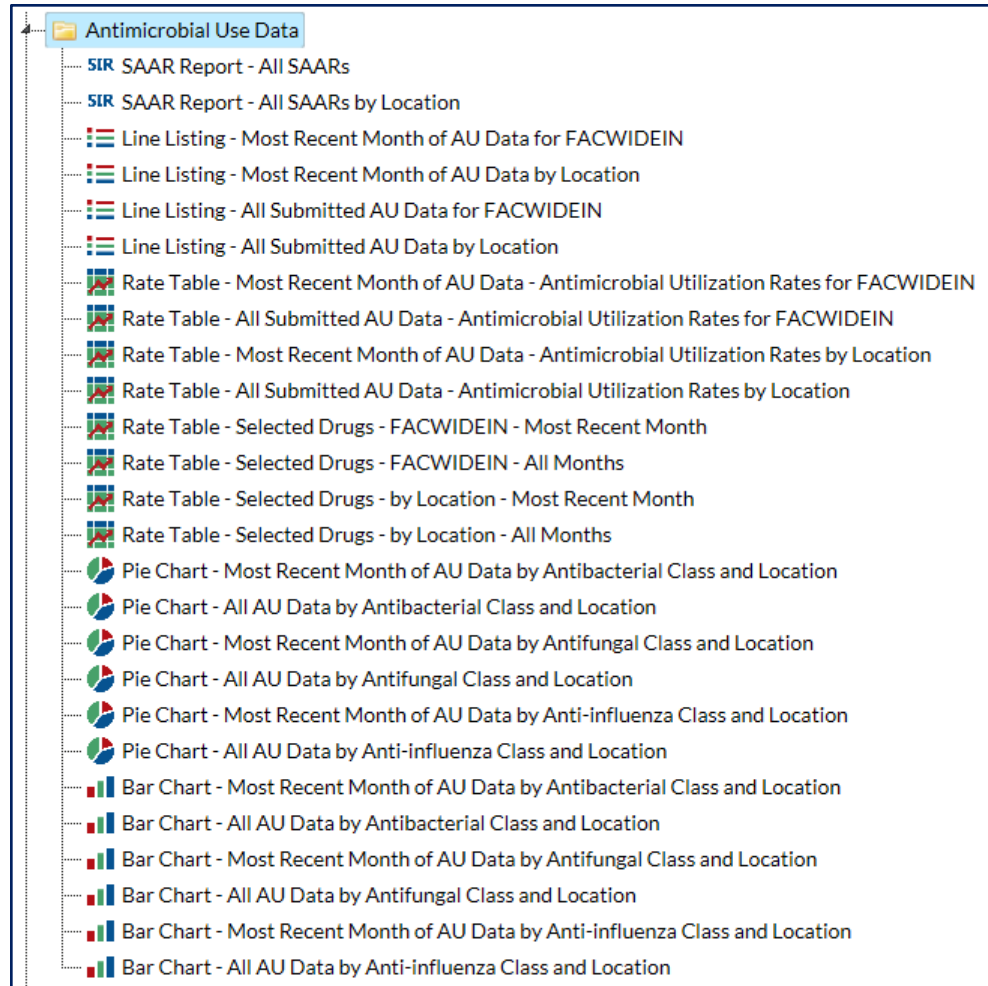 Antimicrobial Use Data
SIR SAAR Report - All SAARs
SIR SAAR Report - All SAARs by Location
Line Listing - Most Recent Month of AU Data for FACWIDEIN
Line Listing - Most Recent Month of AU Data by Location
Line Listing - All Submitted AU Data for FACWIDEIN
Line Listing - All Submitted AU Data by Location
Rate Table - Most Recent Month of AU Data - Antimicrobial Utilization Rates for FACWIDEIN
Rate Table - All Submitted AU Data - Antimicrobial Utilization Rates for FACWIDEIN
Rate Table - Most Recent Month of AU Data - Antimicrobial Utilization Rates by Location
Rate Table - All Submitted AU Data - Antimicrobial Utilization Rates by Location
Rate Table - Selected Drugs - FACWIDEIN - Most Recent Month
Rate Table - Selected Drugs - FACWIDEIN - All Months
Rate Table - Selected Drugs - by Location - Most Recent Month
Rate Table - Selected Drugs - by Location - All Months
Pie Chart - Most Recent Month of AU Data by Antibacterial Class and Location
Pie Chart - All AU Data by Antibacterial Class and Location
Pie Chart - Most Recent Month of AU Data by Antifungal Class and Location
Pie Chart - All AU Data by Antifungal Class and Location
Pie Chart - Most Recent Month of AU Data by Anti-influenza Class and Location
Pie Chart - All AU Data by Anti-influenza Class and Location
Bar Chart - Most Recent Month of AU Data by Antibacterial Class and Location
Bar Chart - All AU Data by Antibacterial Class and Location
Bar Chart - Most Recent Month of AU Data by Antifungal Class and Location
Bar Chart - All AU Data by Antifungal Class and Location
Bar Chart - Most Recent Month of AU Data by Anti-influenza Class and Location
Bar Chart - All AU Data by Anti-influenza Class and Location